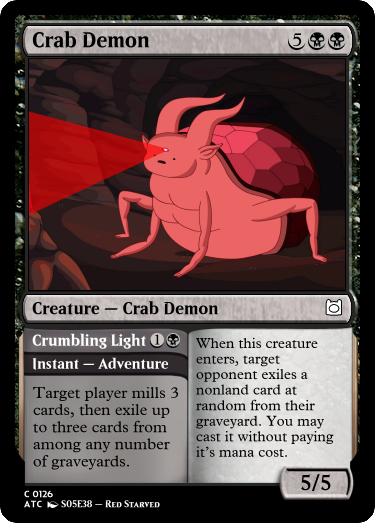 Crab Demon 5
Creature — Crab Demon
Crumbling Light 1
Instant — Adventure
Target player mills 3
cards, then exile up
to three cards from
among any number
of graveyards.
When this creature
enters, target
opponent exiles a
nonland card at
random from their
graveyard. You may
cast it without paying
it's mana cost.
5/5
C 0126
ATC S05E38 – Red Starved